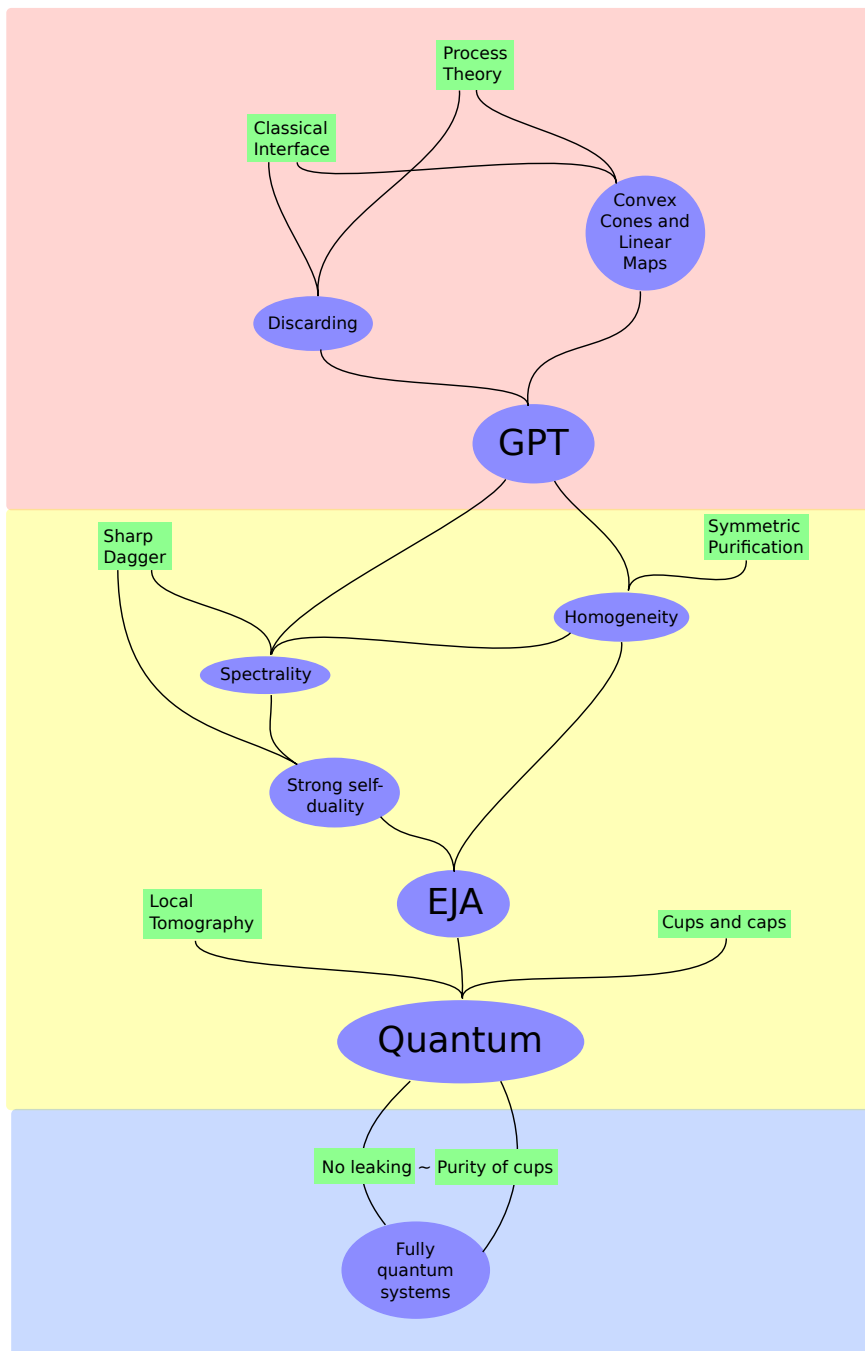 Process
Theory
Classical
Interface
Convex
Cones and
Linear
Maps
Discarding
GPT
Sharp
Dagger
Symmetric
Purification
Homogeneity
Spectrality
Strong self-
duality
EJA
Local
Tomography
Cups and caps
Quantum
No leaking ~ Purity of cups
Fully
quantum
systems